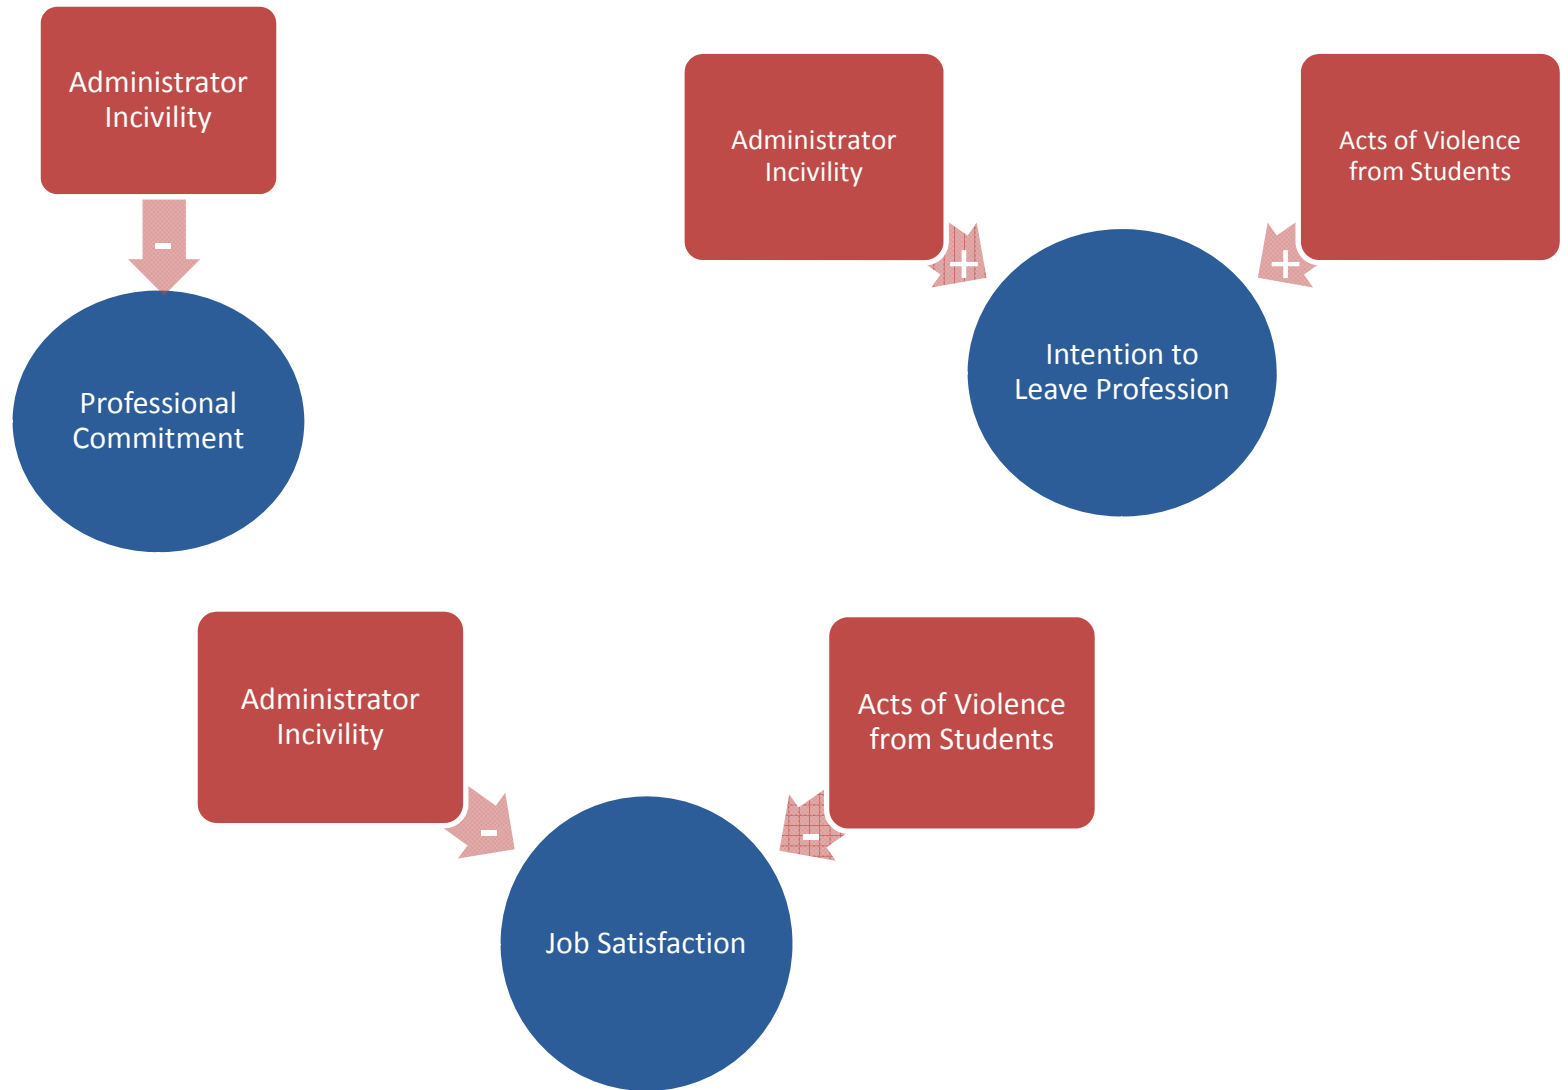 Administrator
Incivility
-
Professional
Commitment
Administrator
Incivility
+
Acts of Violence
from Students
+
Intention to
Leave Profession
Administrator
Incivility
-
Acts of Violence
from Students
-
Job Satisfaction